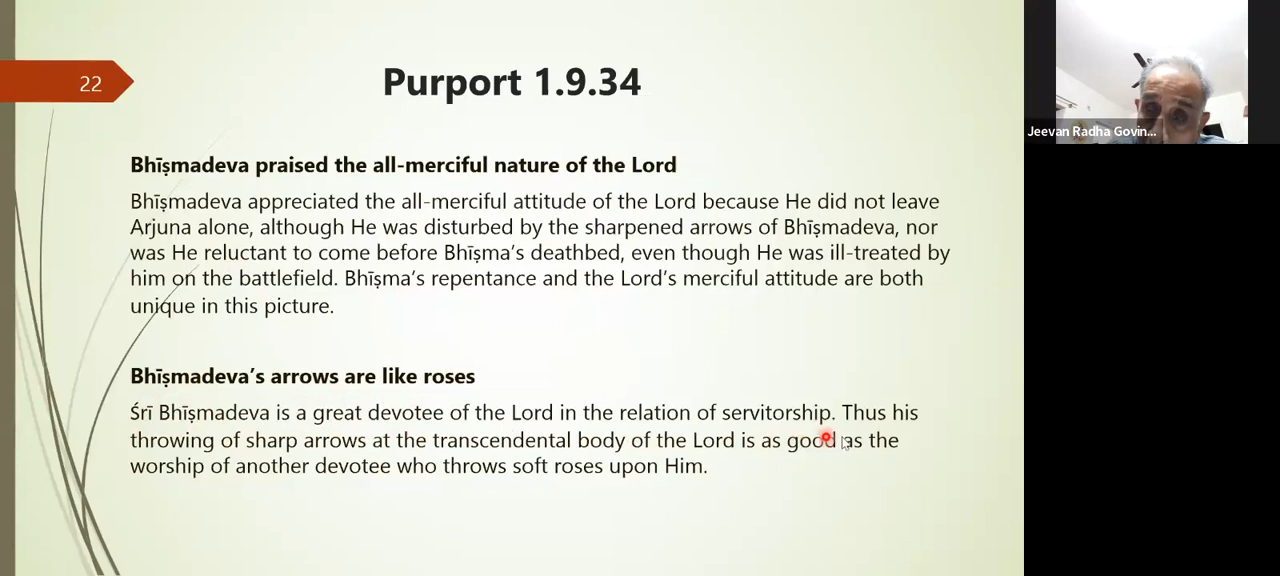 22
Purport 1.9.34
Bhīṣmadeva praised the all-merciful nature of the Lord
Bhīṣmadeva appreciated the all-merciful attitude of the Lord because He did not leave
Arjuna alone, although He was disturbed by the sharpened arrows of Bhīṣmadeva, nor
was He reluctant to come before Bhīṣma’s deathbed, even though He was ill-treated by
him on the battlefield. Bhīṣma’s repentance and the Lord’s merciful attitude are both
unique in this picture.
Bhīṣmadeva’s arrows are like roses
Śrī Bhīṣmadeva is a great devotee of the Lord in the relation of servitorship. Thus his
throwing of sharp arrows at the transcendental body of the Lord is as good as the
worship of another devotee who throws soft roses upon Him.
Jeevan Radha Govin...